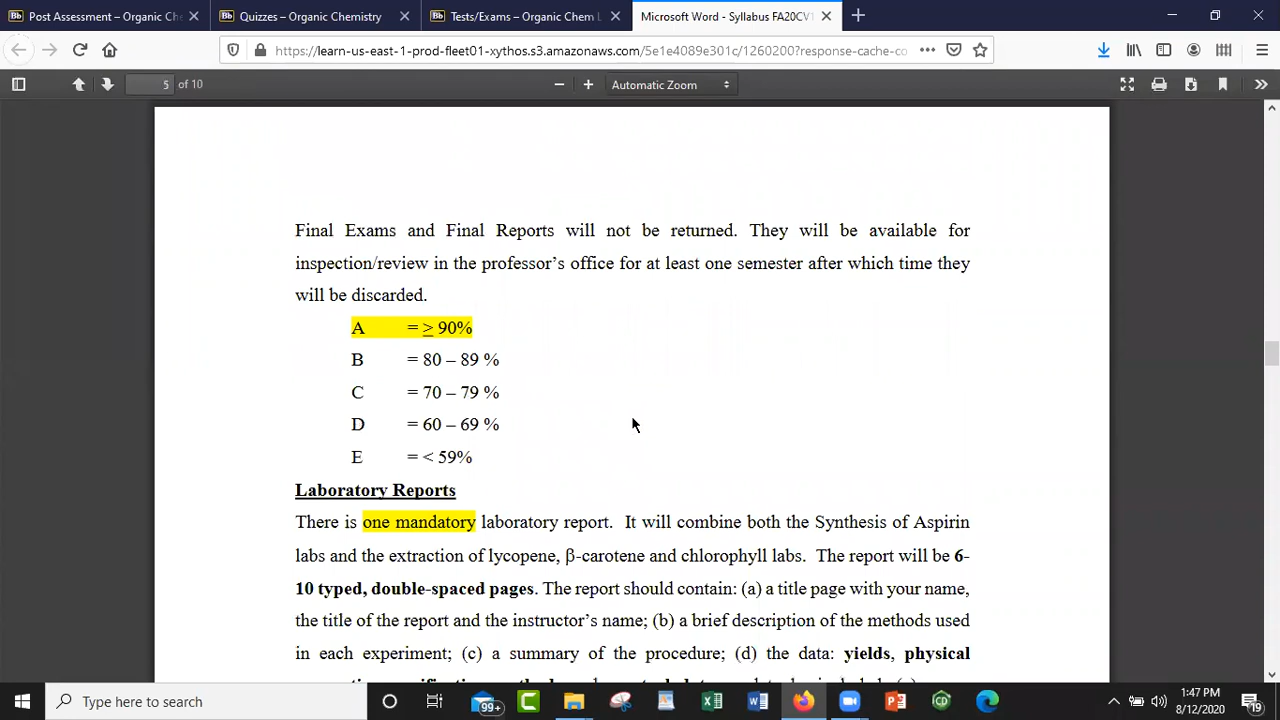 Post Assessment – Organic Che
Quizzes – Organic Chemistry
Tests/Exams – Organic Chem L
Microsoft Word - Syllabus FA20CV1
https://learn-us-east-1-prod-fleet01-xythos.s3.amazonaws.com/5e1e4089e301c/1260200?response-cache-co
5 of 10
Automatic Zoom
Final Exams and Final Reports will not be returned. They will be available for
inspection/review in the professor's office for at least one semester after which time they
will be discarded.
A = ≥ 90%
B = 80 – 89 %
C = 70 – 79 %
D = 60 – 69 %
E = < 59%
Laboratory Reports
There is one mandatory laboratory report. It will combine both the Synthesis of Aspirin
labs and the extraction of lycopene, β-carotene and chlorophyll labs. The report will be 6-
10 typed, double-spaced pages. The report should contain: (a) a title page with your name,
the title of the report and the instructor's name; (b) a brief description of the methods used
in each experiment; (c) a summary of the procedure; (d) the data: yields, physical
Type here to search
99+
1:47 PM
8/12/2020
19